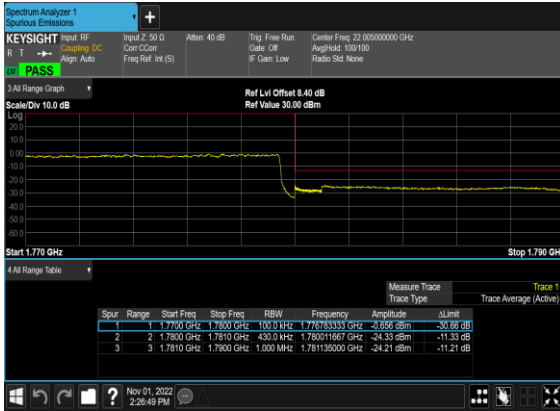 Spectrum Analyzer 1
Spurious Emissions
+
KEYSIGHT Input: RF Input Z: 50 Ω Atten: 40 dB Trig: Free Run Center Freq: 22.005000000 GHz
R T Coupling: DC Corr CCorr Gate: Off Avg|Hold: 100/100
Align: Auto Freq Ref: Int (S) IF Gain: Low Radio Std: None
PASS
3 All Range Graph
Ref Lvl Offset 8.40 dB
Scale/Div 10.0 dB Ref Value 30.00 dBm
Log
20.0
10.0
0.00
-10.0
-20.0
-30.0
-40.0
-50.0
-60.0
Start 1.770 GHz Stop 1.790 GH
4 All Range Table
Measure Trace Trace 1
Trace Type Trace Average (Active)
Spur Range Start Freq Stop Freq RBW Frequency Amplitude ΔLimit
1 1 1.7700 GHz 1.7800 GHz 100.0 kHz 1.776783333 GHz -0.656 dBm -30.66 dB
2 2 1.7800 GHz 1.7810 GHz 430.0 kHz 1.780011667 GHz -24.33 dBm -11.33 dB
3 3 1.7810 GHz 1.7900 GHz 1.000 MHz 1.781135000 GHz -24.21 dBm -11.21 dB
?
Nov 01, 2022
2:26:49 PM